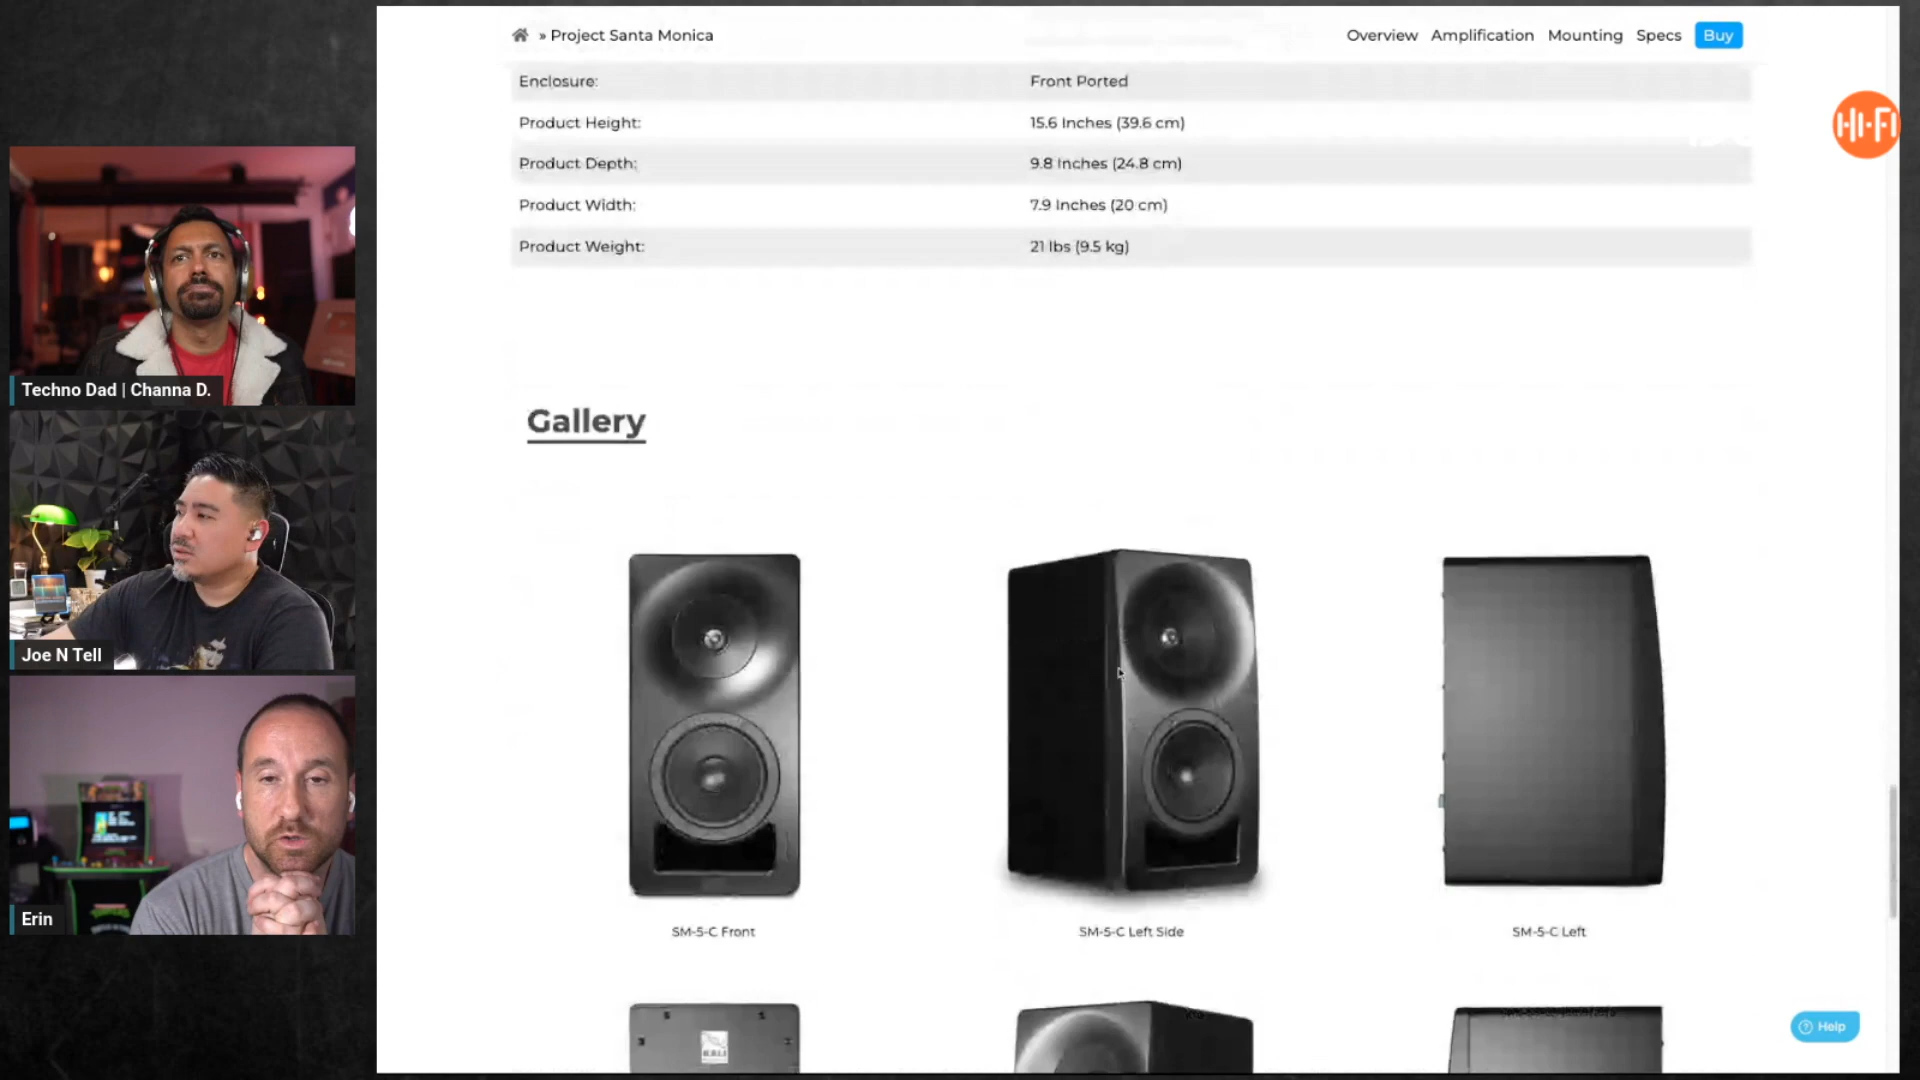 » Project Santa Monica
Overview Amplification Mounting Specs Buy
Enclosure: Front Ported
Product Height: 15.6 Inches (39.6 cm)
Product Depth: 9.8 Inches (24.8 cm)
Product Width: 7.9 Inches (20 cm)
Product Weight: 21 lbs (9.5 kg)
HI-FI
Techno Dad | Channa D.
Joe N Tell
Erin
Gallery
SM-5-C Front
SM-5-C Left Side
SM-5-C Left
KALI
Help